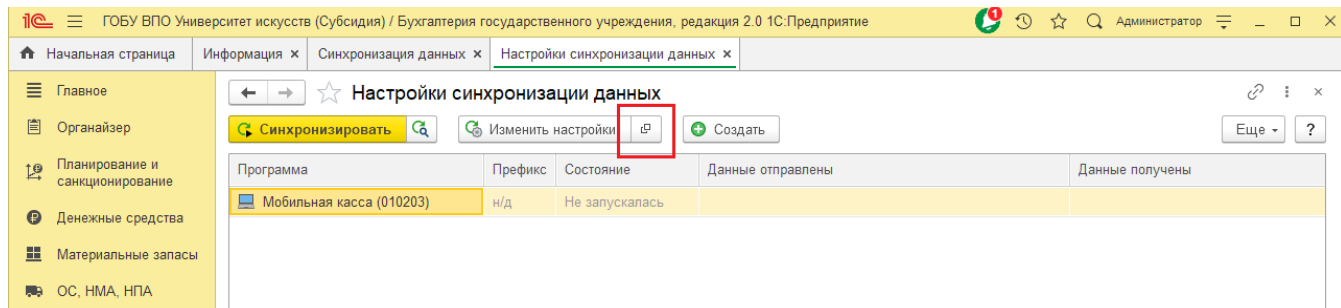 1С ГОБУ ВПО Университет искусств (Субсидия) / Бухгалтерия государственного учреждения, редакция 2.0 1С:Предприятие 1 Администратор
Начальная страница Информация × Синхронизация данных × Настройки синхронизации данных ×
Главное
Настройки синхронизации данных
Органайзер
Синхронизировать Изменить настройки Создать Еще ?
Планирование и
санкционирование
Программа Префикс Состояние Данные отправлены Данные получены
Мобильная касса (010203) н/д Не запускалась
Денежные средства
Материальные запасы
ОС, НМА, НПА